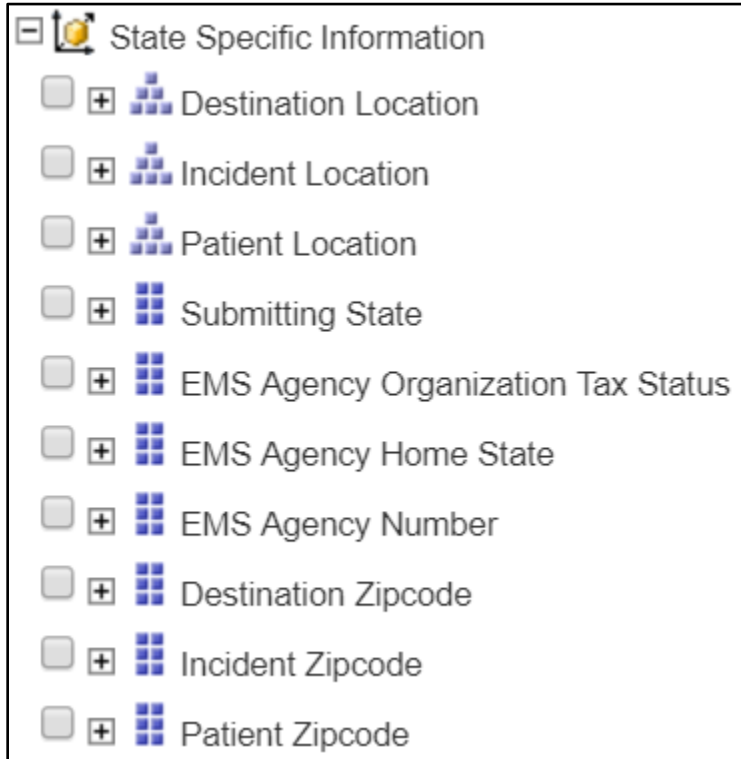 State Specific Information
Destination Location
Incident Location
Patient Location
Submitting State
EMS Agency Organization Tax Status
EMS Agency Home State
EMS Agency Number
Destination Zipcode
Incident Zipcode
Patient Zipcode